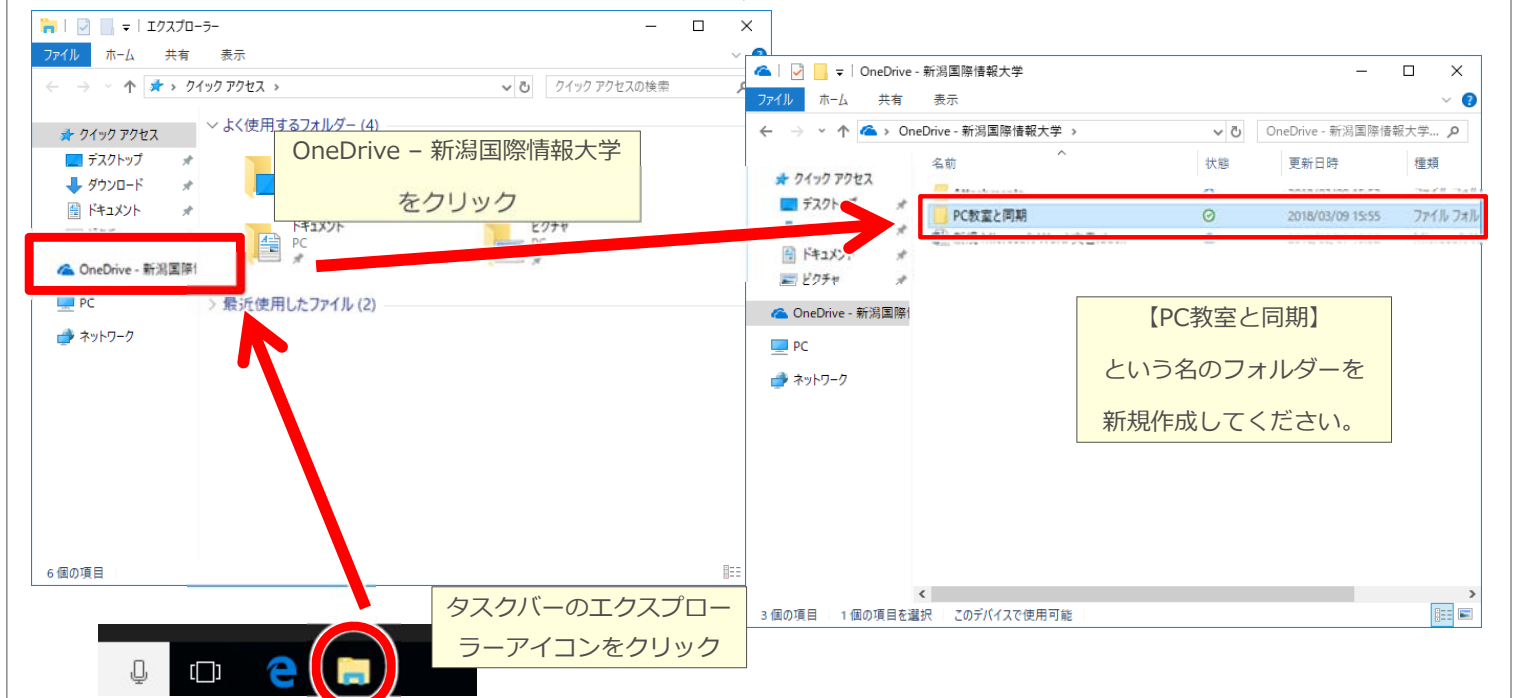 エクスプローラー
ファイル ホーム 共有 表示
クイック アクセス
クイック アクセスの検索
クイック アクセス
デスクトップ
ダウンロード
ドキュメント
OneDrive - 新潟国際
PC
ネットワーク
よく使用するフォルダー (4)
ドキュメント
PC
ピクチャ
PC
最近使用したファイル (2)
6 個の項目
OneDrive – 新潟国際情報大学
をクリック
タスクバーのエクスプロー
ラーアイコンをクリック
OneDrive - 新潟国際情報大学
ファイル ホーム 共有 表示
OneDrive - 新潟国際情報大学
OneDrive - 新潟国際情報大学...
名前 状態 更新日時 種類
PC教室と同期 2018/03/09 15:55 ファイル フォル
クイック アクセス
ドキュメント
ピクチャ
OneDrive - 新潟国際
PC
ネットワーク
【PC教室と同期】
という名のフォルダーを
新規作成してください。
3 個の項目 1 個の項目を選択 このデバイスで使用可能